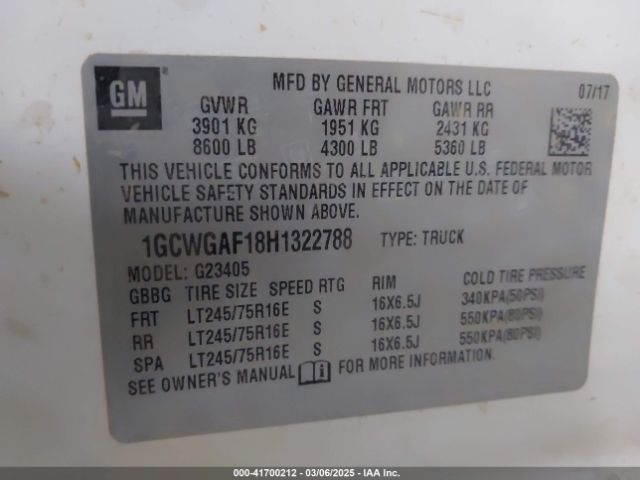 GM
MFD BY GENERAL MOTORS LLC 07/17
GVWR GAWR FRT GAWR RR
3901 KG 1951 KG 2431 KG
8600 LB 4300 LB 5360 LB
THIS VEHICLE CONFORMS TO ALL APPLICABLE U.S. FEDERAL MOTOR
VEHICLE SAFETY STANDARDS IN EFFECT ON THE DATE OF
MANUFACTURE SHOWN ABOVE.
1GCWGAF18H1322788 TYPE: TRUCK
MODEL: G23405
GBBG TIRE SIZE SPEED RTG RIM COLD TIRE PRESSURE
FRT LT245/75R16E S 16X6.5J 340KPA(50PSI)
RR LT245/75R16E S 16X6.5J 550KPA(80PSI)
SPA LT245/75R16E S 16X6.5J 550KPA(80PSI)
SEE OWNER'S MANUAL FOR MORE INFORMATION.
000-41700212 - 03/06/2025 - IAA Inc.